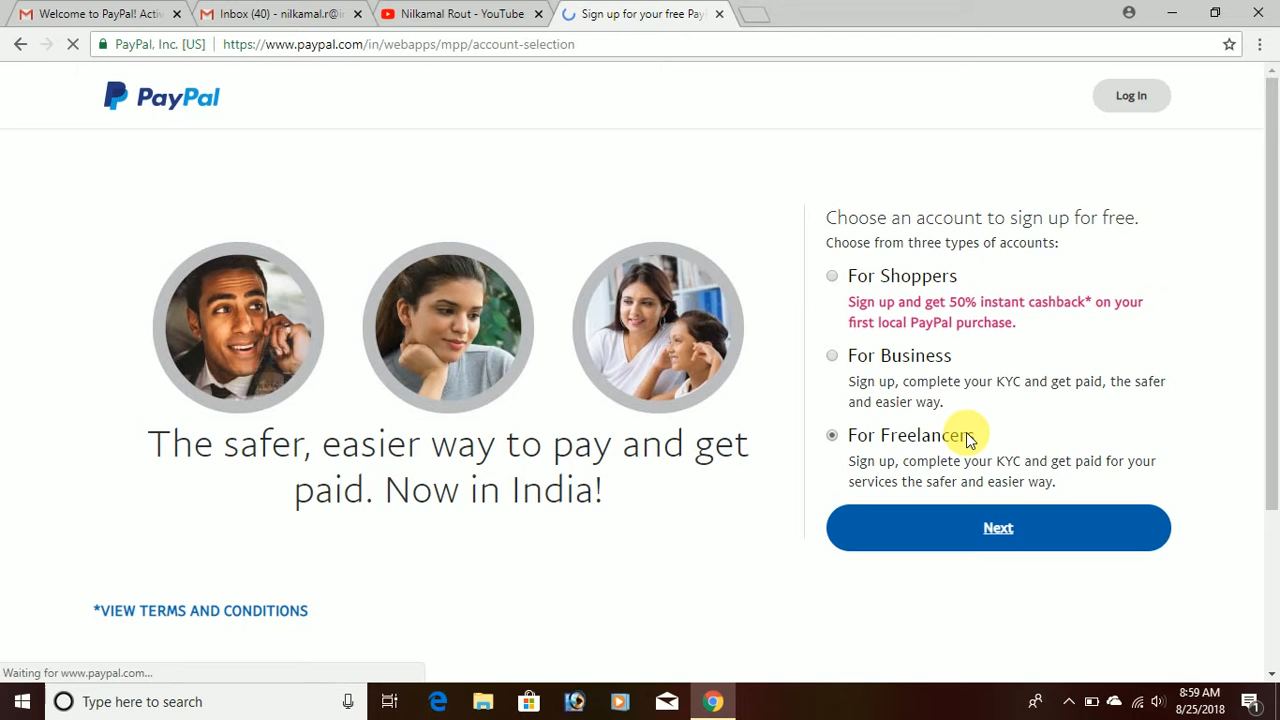 Welcome to PayPal! Activ
Inbox (40) - nilkamal.r@i
Nilkamal Rout - YouTube
Sign up for your free Pay
PayPal, Inc. [US]
https://www.paypal.com/in/webapps/mpp/account-selection
PayPal
Log In
Choose an account to sign up for free.
Choose from three types of accounts:
For Shoppers
Sign up and get 50% instant cashback* on your
first local PayPal purchase.
For Business
Sign up, complete your KYC and get paid, the safer
and easier way.
For Freelancers
Sign up, complete your KYC and get paid for your
services the safer and easier way.
Next
The safer, easier way to pay and get
paid. Now in India!
*VIEW TERMS AND CONDITIONS
Waiting for www.paypal.com...
Type here to search
8:59 AM
8/25/2018
1